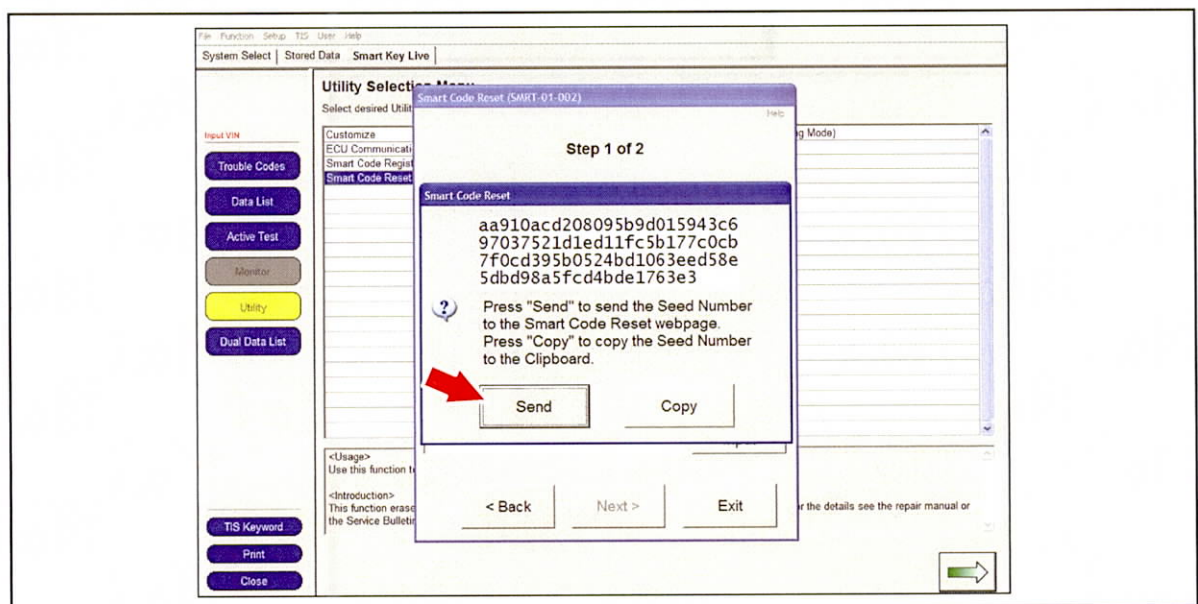 File Function Setup TIS User Help
System Select Stored Data Smart Key Live
Utility Selection Menu
Select desired Utilit
Input VIN
Trouble Codes
Data List
Active Test
Monitor
Utility
Dual Data List
TIS Keyword
Print
Close
Customize
ECU Communicati
Smart Code Regist
Smart Code Reset
g Mode)
Smart Code Reset (SMRT-01-002)
Help
Step 1 of 2
Smart Code Reset
aa910acd208095b9d015943c6
97037521d1ed11fc5b177c0cb
7f0cd395b0524bd1063eed58e
5dbd98a5fcd4bde1763e3
Press "Send" to send the Seed Number
to the Smart Code Reset webpage.
Press "Copy" to copy the Seed Number
to the Clipboard.
Send Copy
< Back Next > Exit
<Usage>
Use this function t
<Introduction>
This function erase
or the details see the repair manual or
the Service Bulletin